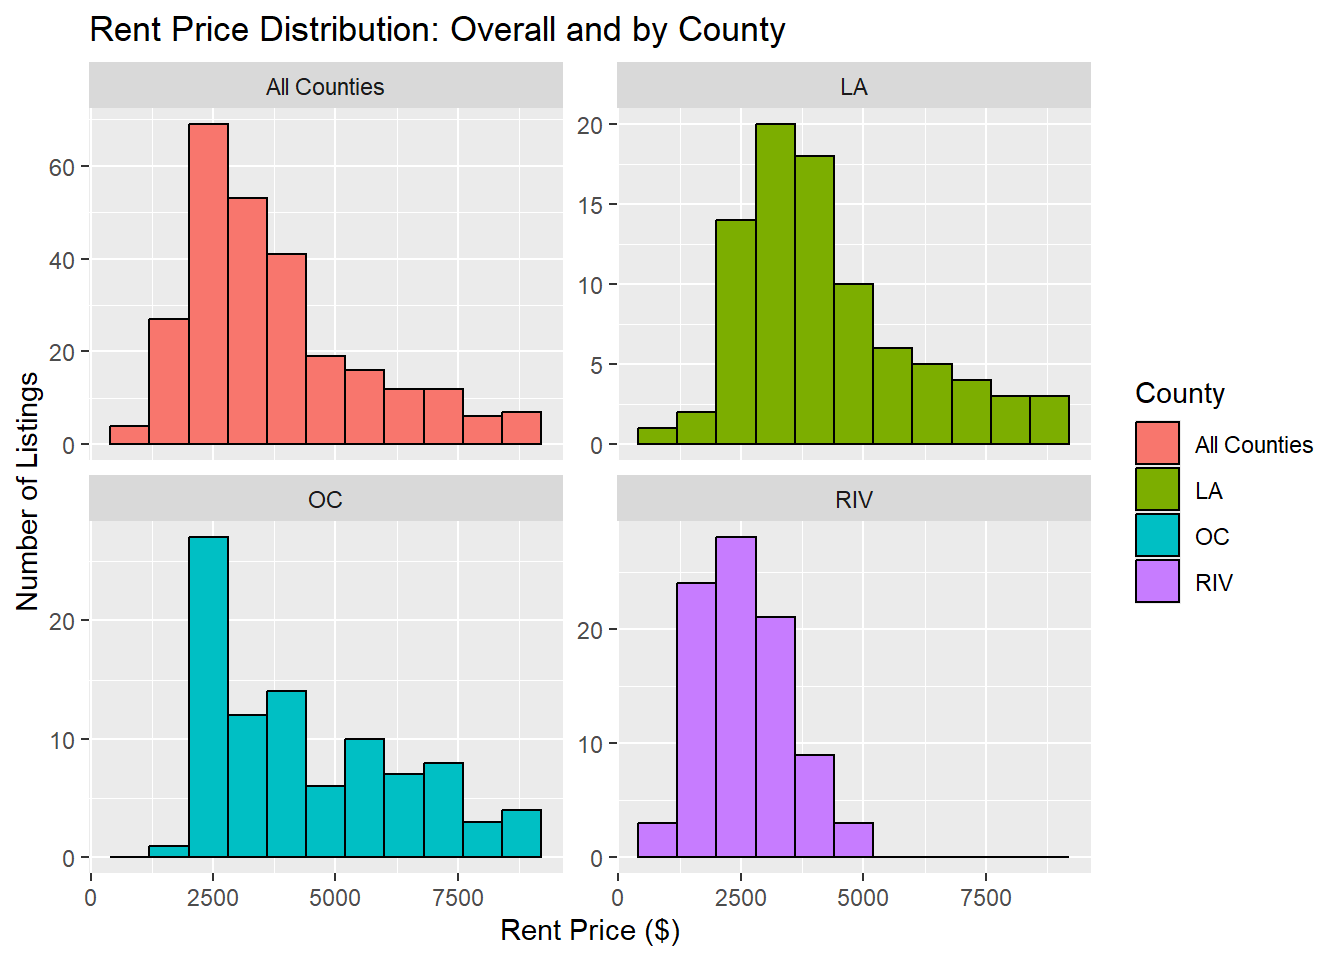 Rent Price Distribution: Overall and by County
All Counties
LA
60
40
20
0
20
15
10
5
0
OC
RIV
20
10
0
20
10
0
0 2500 5000 7500
0 2500 5000 7500
Rent Price ($)
Number of Listings
County
All Counties
LA
OC
RIV